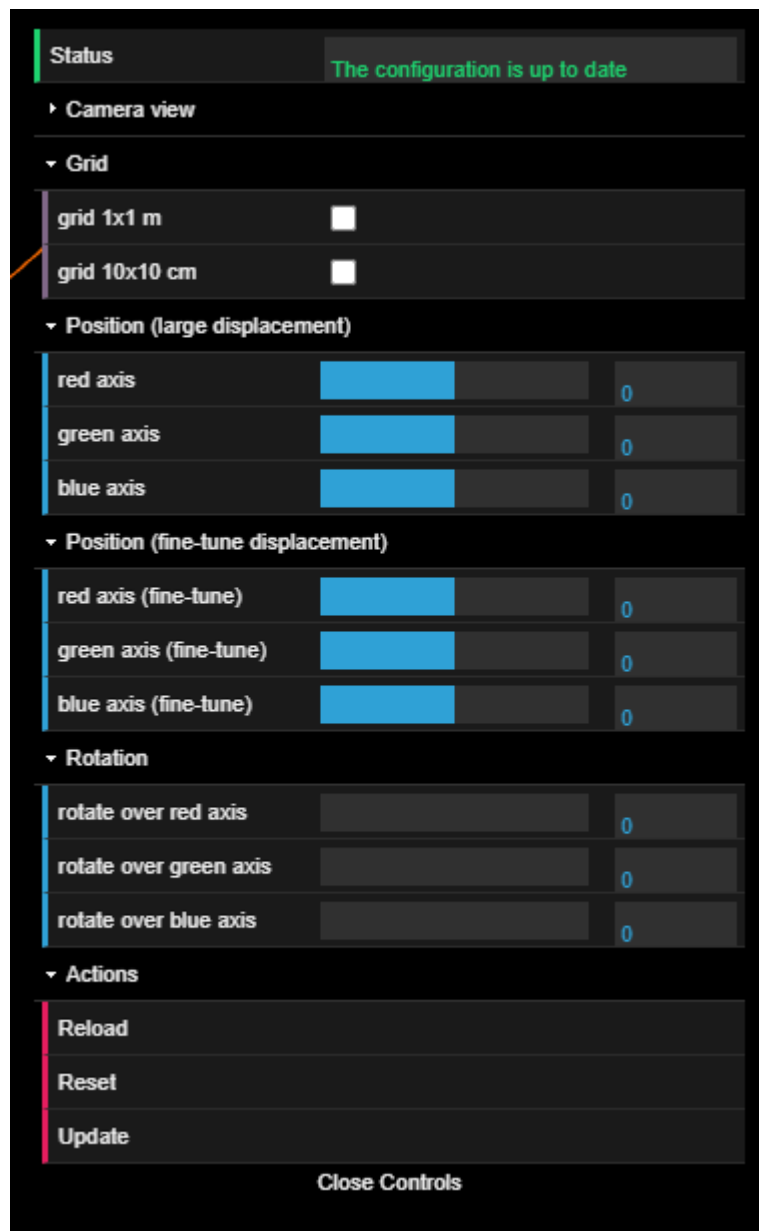 Status
The configuration is up to date
Camera view
Grid
grid 1x1 m
grid 10x10 cm
Position (large displacement)
red axis 0
green axis 0
blue axis 0
Position (fine-tune displacement)
red axis (fine-tune) 0
green axis (fine-tune) 0
blue axis (fine-tune) 0
Rotation
rotate over red axis 0
rotate over green axis 0
rotate over blue axis 0
Actions
Reload
Reset
Update
Close Controls